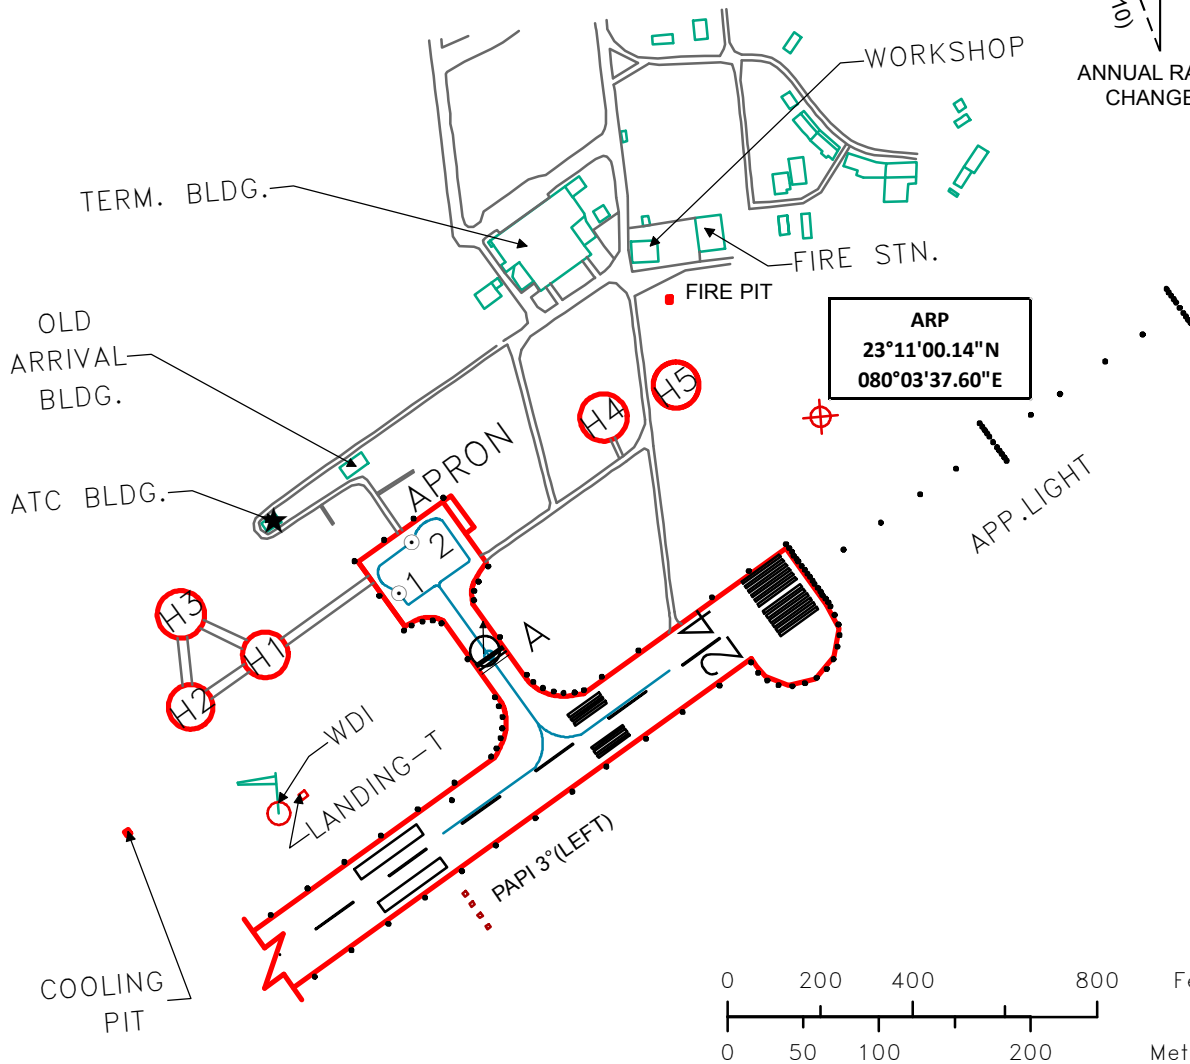 10)
ANNUAL RA
CHANGE
WORKSHOP
TERM. BLDG.
FIRE STN.
FIRE PIT
OLD
ARRIVAL
BLDG.
ARP
23°11'00.14"N
080°03'37.60"E
H5
H4
APRON
ATC BLDG.
APP.LIGHT
2
1
H3
H1
H2
A
24
WDI
LANDING-T
PAPI 3°(LEFT)
COOLING
PIT
0 200 400 800 Fe
0 50 100 200 Met